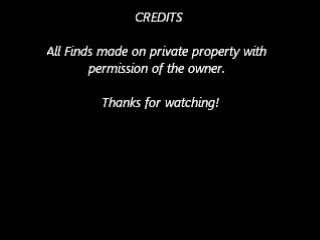 CREDITS
All Finds made on private property with
permission of the owner.
Thanks for watching!